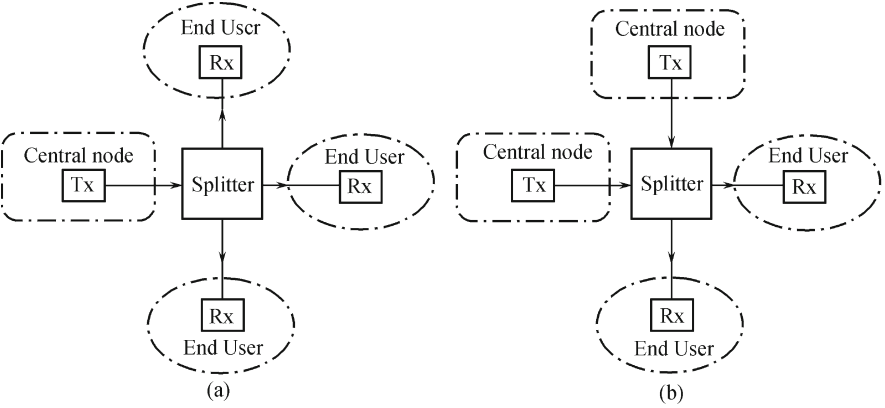 End User
Rx
Central node
Tx
Splitter
End User
Rx
Rx
End User
(a)
Central node
Tx
Central node
Tx
Splitter
End User
Rx
Rx
End User
(b)